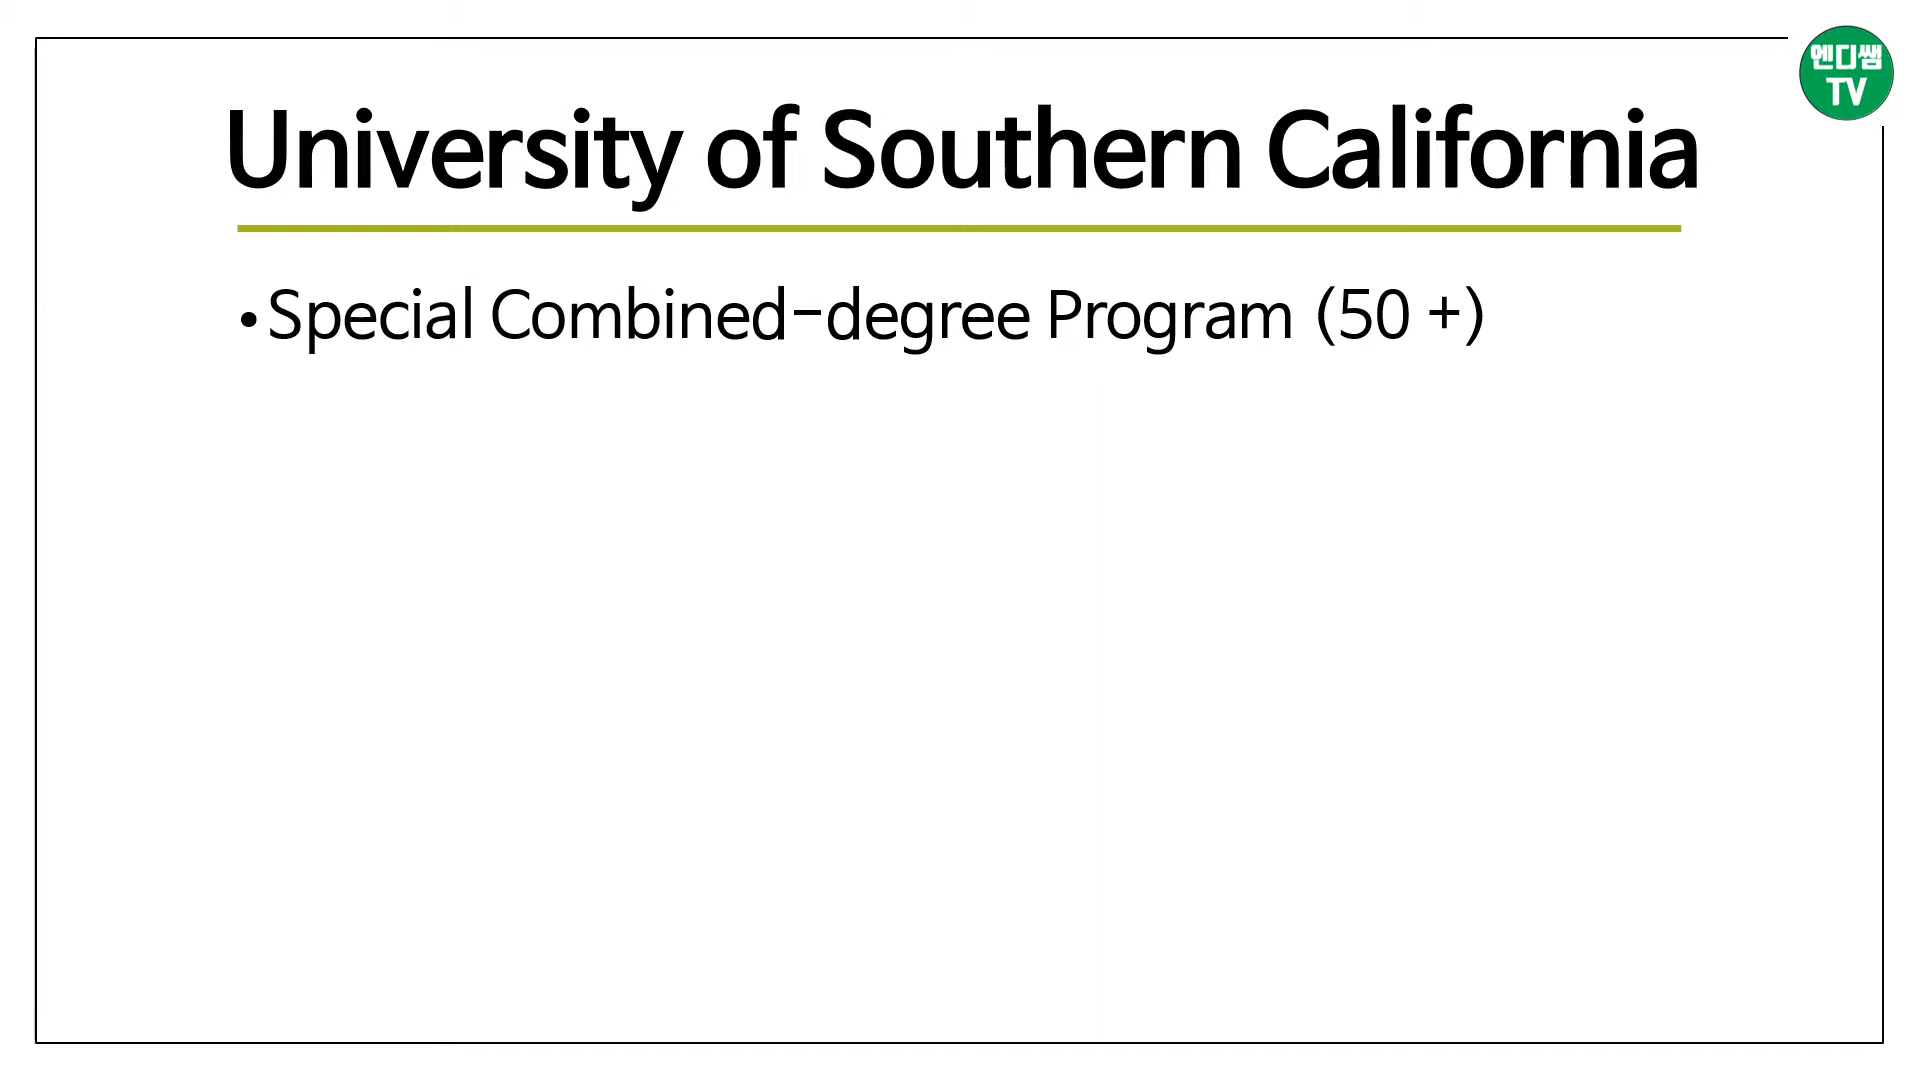 엔디쌤
TV
University of Southern California
•Special Combined-degree Program (50 +)